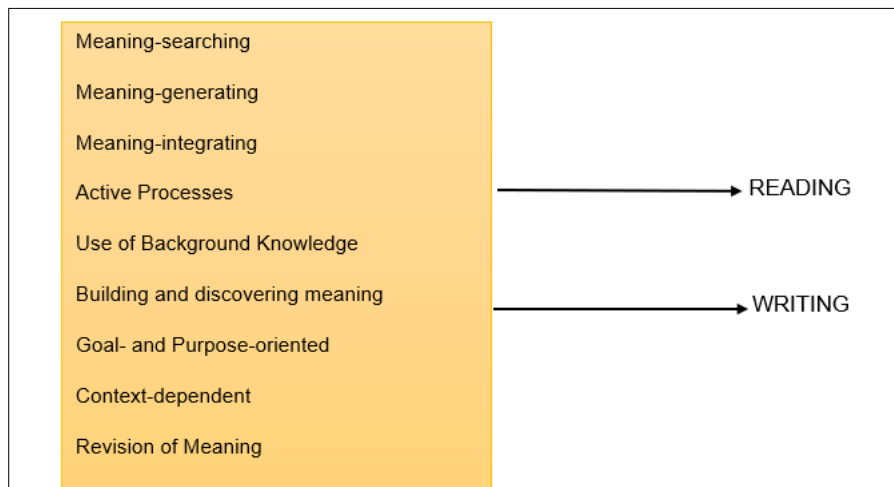 Meaning-searching
Meaning-generating
Meaning-integrating
Active Processes
Use of Background Knowledge
Building and discovering meaning
Goal- and Purpose-oriented
Context-dependent
Revision of Meaning
READING
WRITING